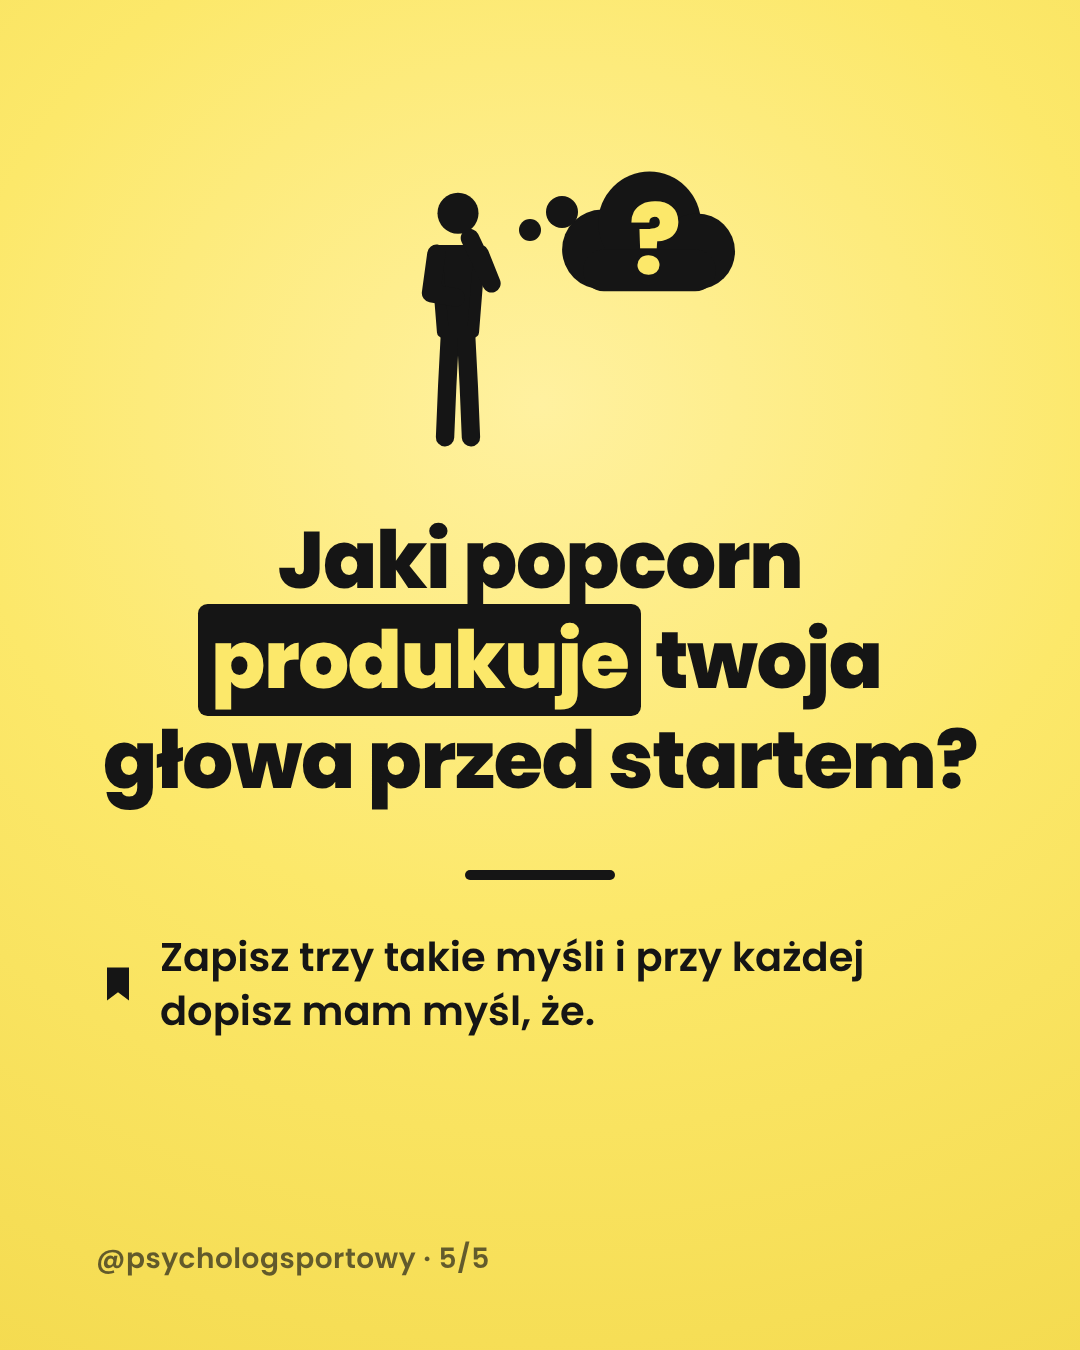 ?
Jaki popcorn
produkuje twoja
głowa przed startem?
Zapisz trzy takie myśli i przy każdej
dopisz mam myśl, że.
@psychologsportowy · 5/5